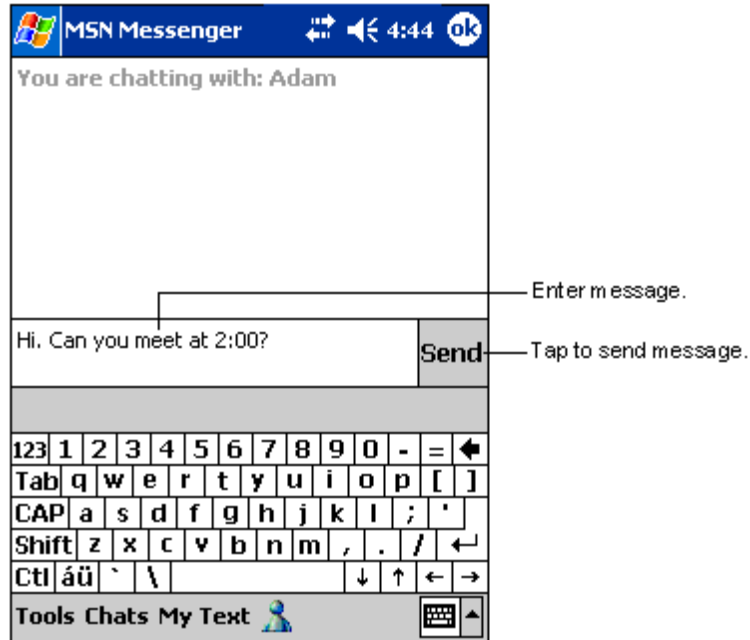 MSN Messenger 4:44 ok
You are chatting with: Adam
Enter message.
Hi. Can you meet at 2:00?
Send
Tap to send message.
123 1 2 3 4 5 6 7 8 9 0 - =
Tab q w e r t y u i o p [ ]
CAP a s d f g h j k l ; '
Shift z x c v b n m , . /
Ctl áü ` \ ↓ ↑ ← →
Tools Chats My Text